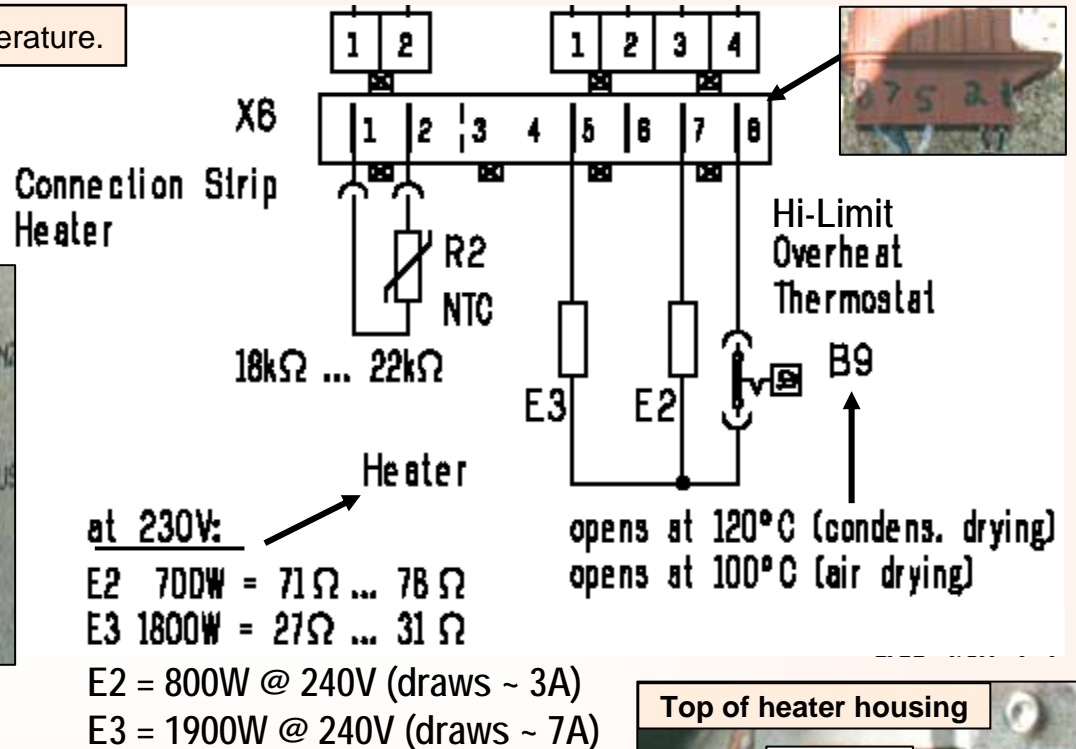 erature.
1 2
1 2 3 4
X6
1 2 3 4 5 6 7 8
Connection Strip
Heater
R2
NTC
18kΩ ... 22kΩ
E3
E2
Hi-Limit
Overheat
Thermostat
B9
Heater
at 230V:
E2 700W = 71Ω ... 78 Ω
E3 1800W = 27Ω ... 31 Ω
opens at 120°C (condens. drying)
opens at 100°C (air drying)
E2 = 800W @ 240V (draws ~ 3A)
E3 = 1900W @ 240V (draws ~ 7A)
Top of heater housing